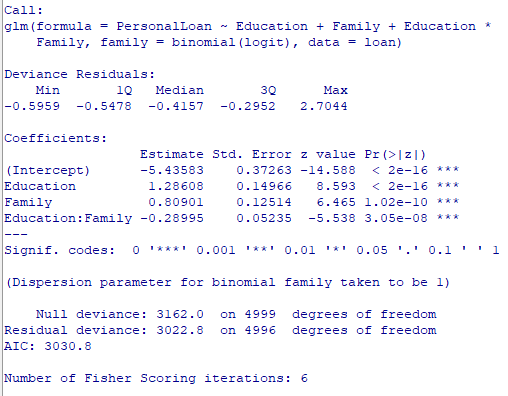 Call:
glm(formula = PersonalLoan ~ Education + Family + Education *
    Family, family = binomial(logit), data = loan)

Deviance Residuals:
    Min      1Q  Median      3Q     Max
-0.5959 -0.5478 -0.4157 -0.2952  2.7044

Coefficients:
                 Estimate Std. Error z value Pr(>|z|)
(Intercept)      -5.43583    0.37263 -14.588  < 2e-16 ***
Education         1.28608    0.14966   8.593  < 2e-16 ***
Family            0.80901    0.12514   6.465 1.02e-10 ***
Education:Family -0.28995    0.05235  -5.538 3.05e-08 ***
---
Signif. codes:  0 '***' 0.001 '**' 0.01 '*' 0.05 '.' 0.1 ' ' 1

(Dispersion parameter for binomial family taken to be 1)

    Null deviance: 3162.0  on 4999  degrees of freedom
Residual deviance: 3022.8  on 4996  degrees of freedom
AIC: 3030.8

Number of Fisher Scoring iterations: 6